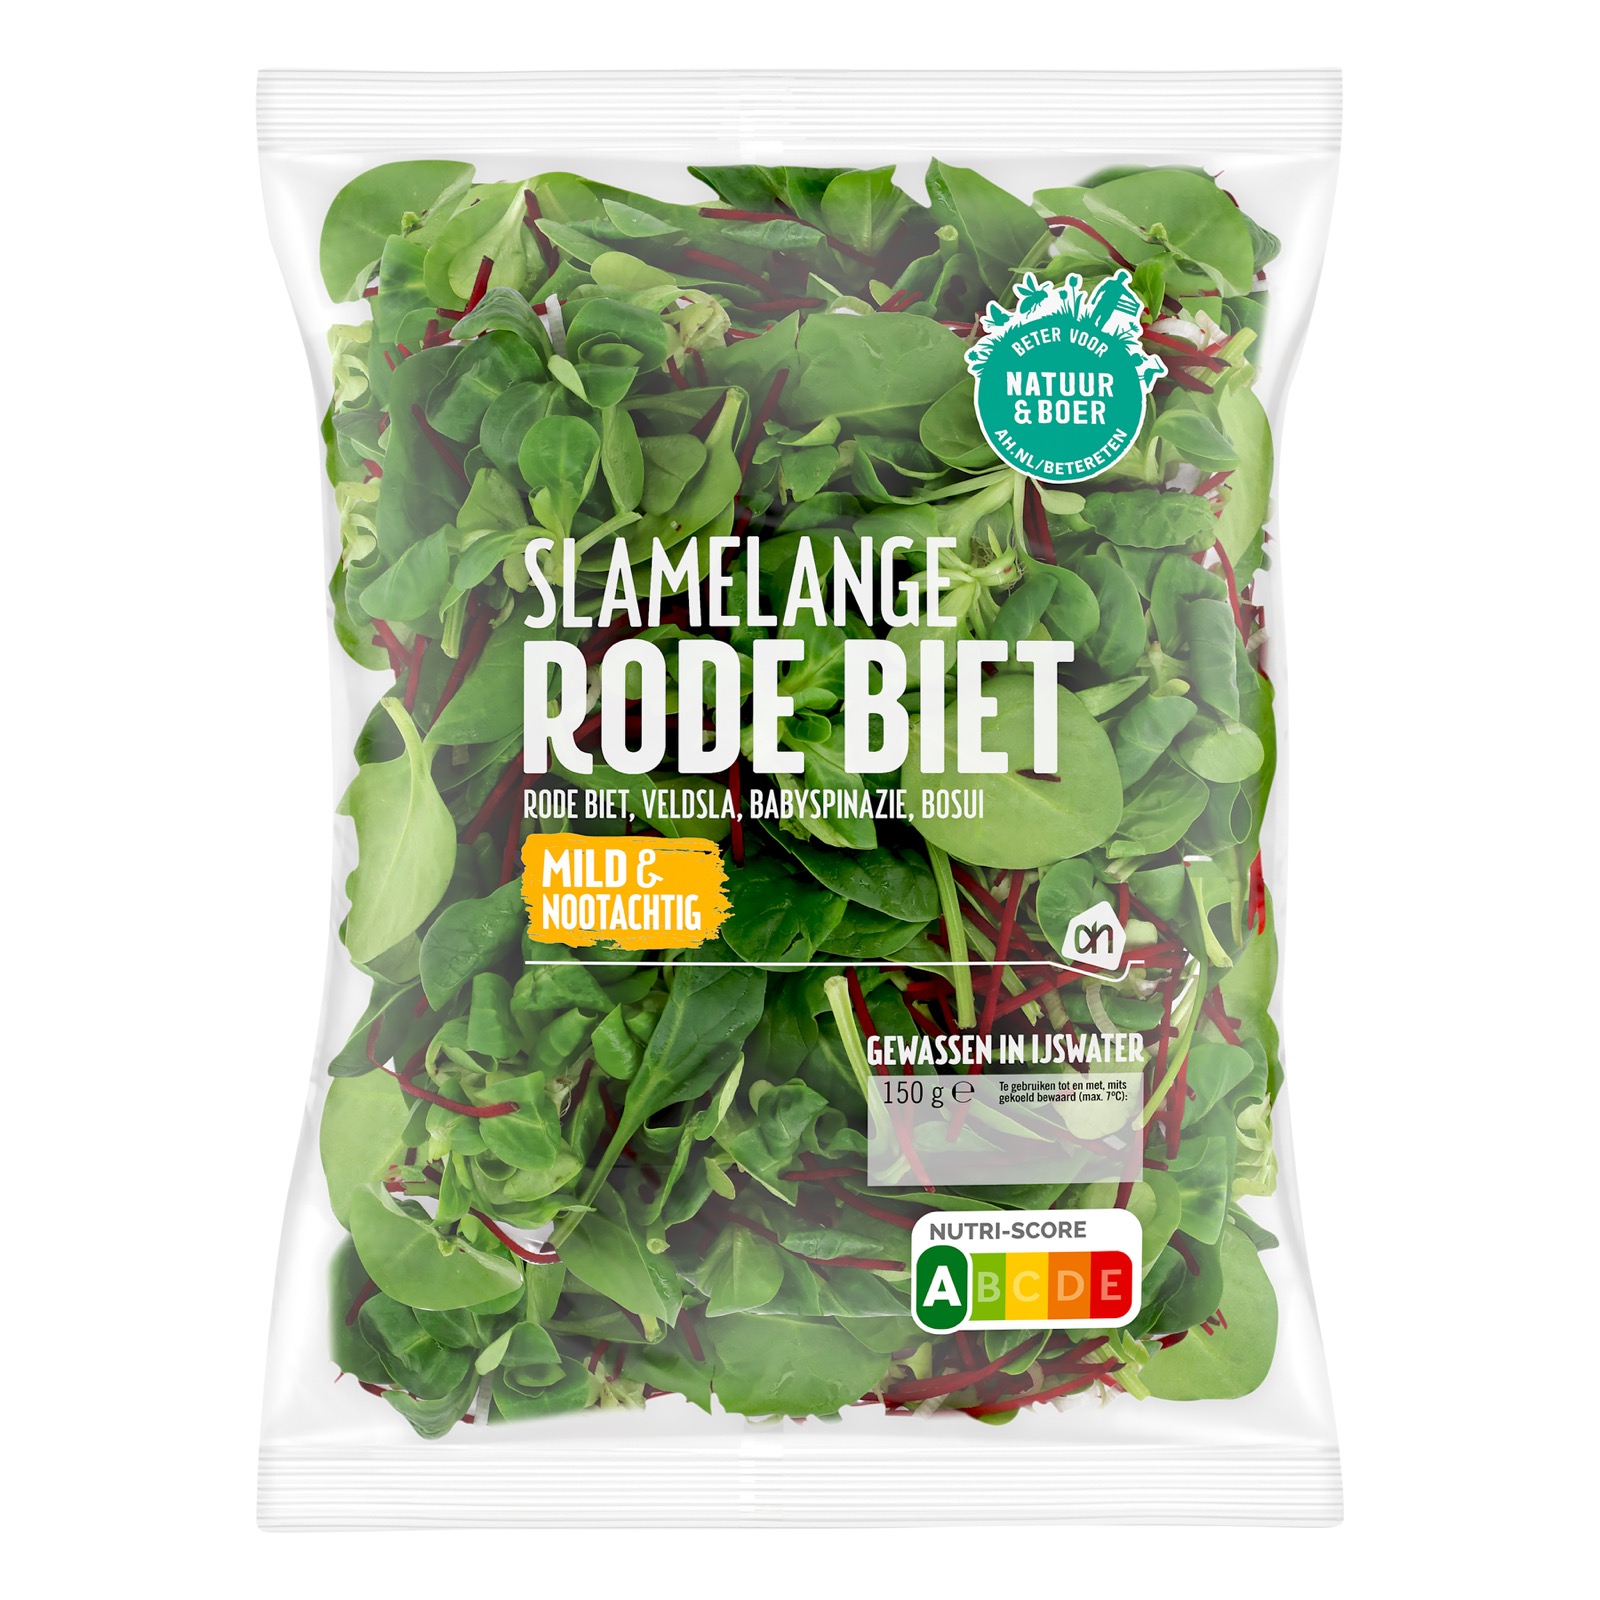 BETER VOOR
NATUUR
& BOER
AH.NL/BETERETEN
SLAMELANGE
RODE BIET
RODE BIET, VELDSLA, BABYSPINAZIE, BOSUI
MILD &
NOOTACHTIG
ah
GEWASSEN IN IJSWATER
150 g ℮
Te gebruiken tot en met, mits
gekoeld bewaard (max. 7°C):
NUTRI-SCORE
A B C D E